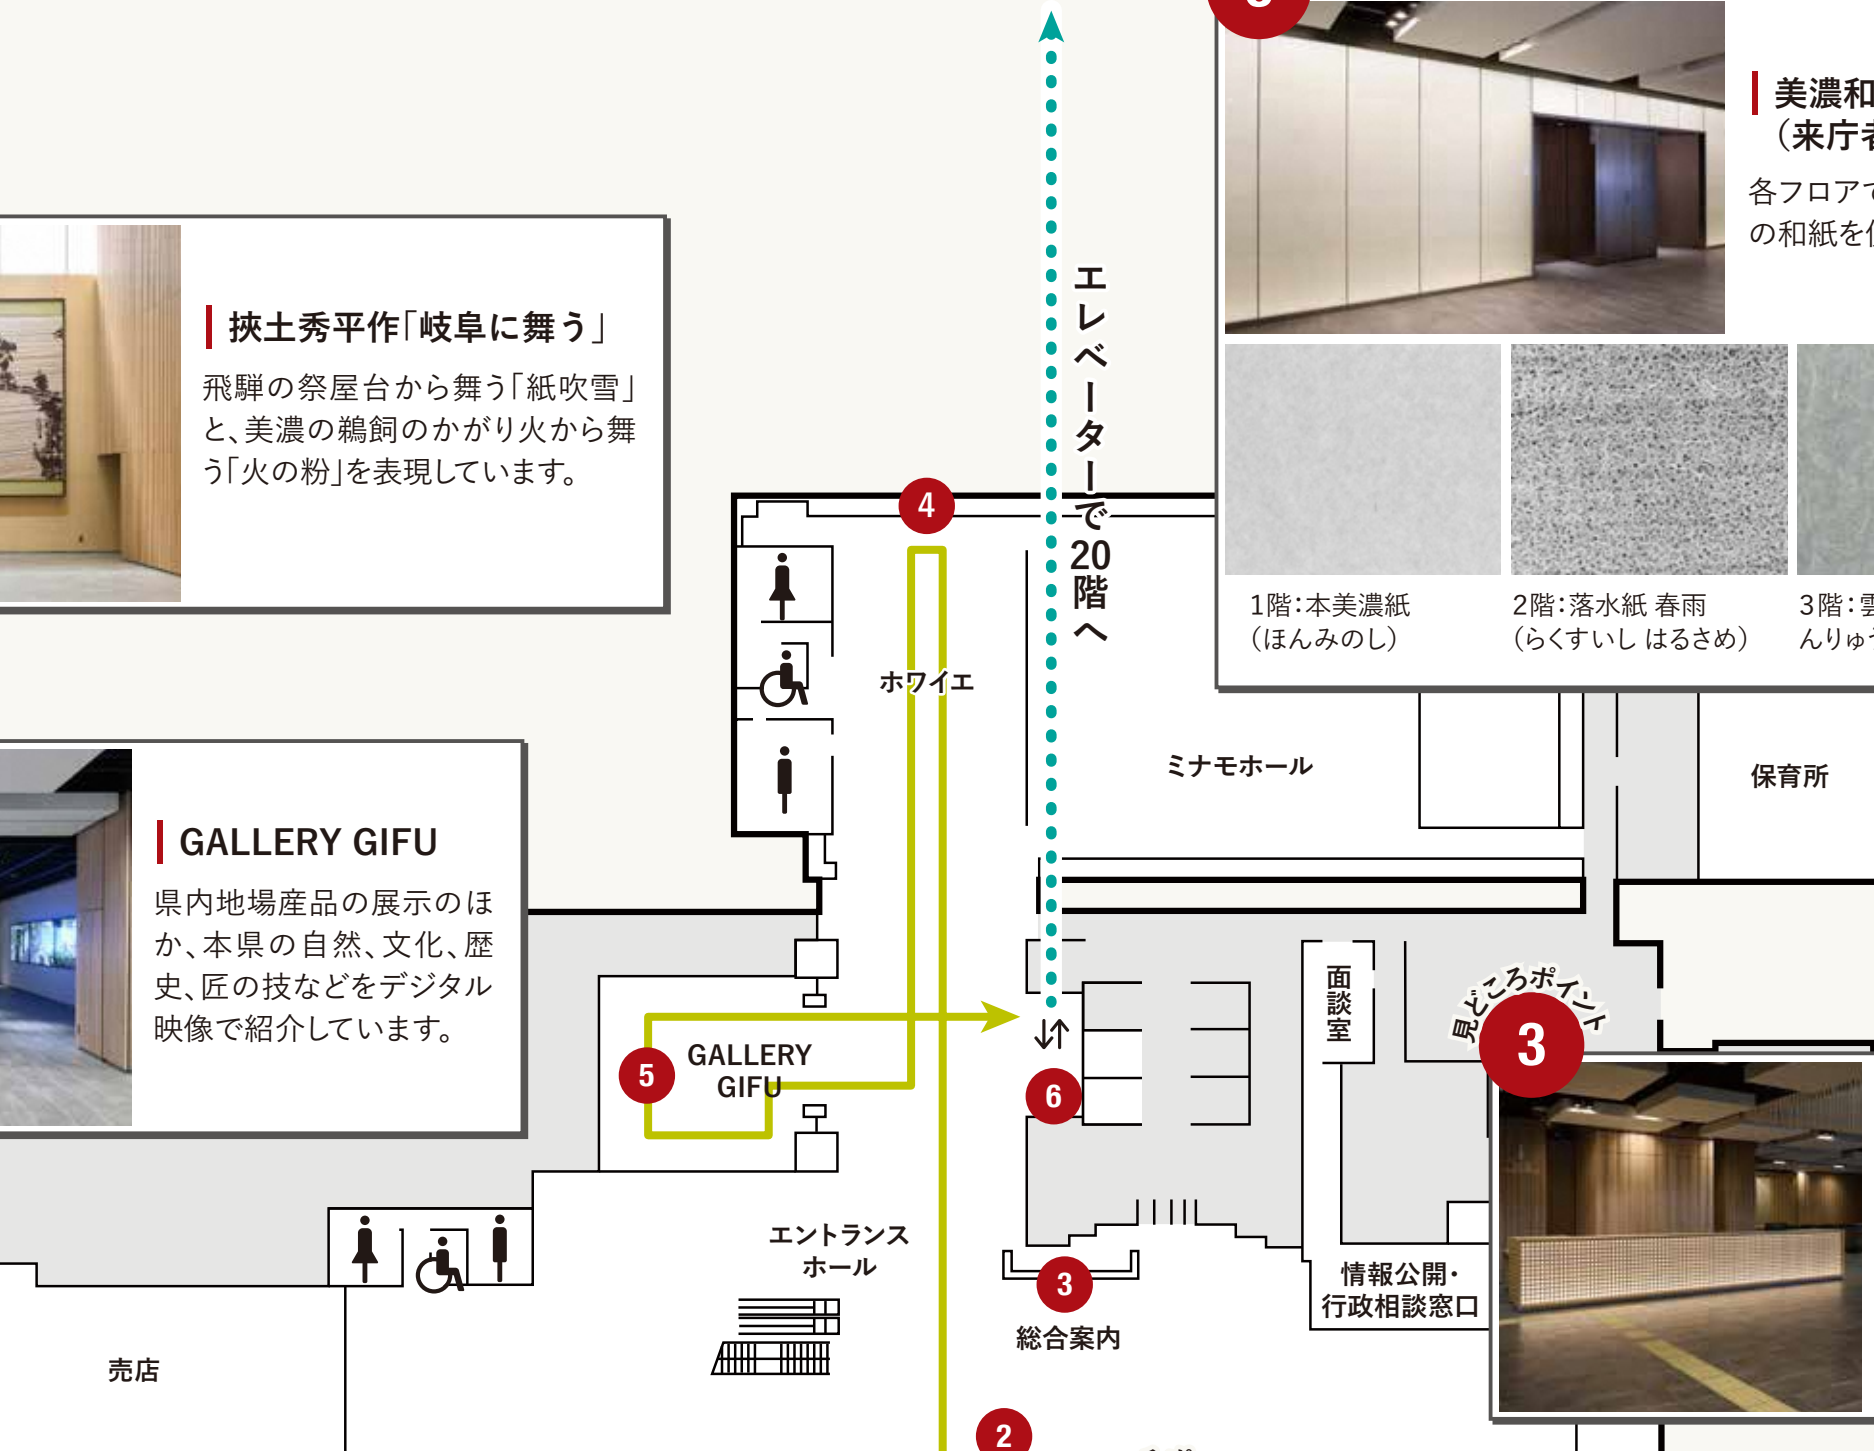 挾土秀平作「岐阜に舞う」
飛騨の祭屋台から舞う「紙吹雪」
と、美濃の鵜飼のかがり火から舞
う「火の粉」を表現しています。
GALLERY GIFU
県内地場産品の展示のほ
か、本県の自然、文化、歴
史、匠の技などをデジタル
映像で紹介しています。
エレベーターで20階へ
美濃和
（来庁
各フロアで
の和紙を
1階：本美濃紙
（ほんみのし）
2階：落水紙 春雨
（らくすいし はるさめ）
3階：雲
んりゅう
4
ホワイエ
ミナモホール
保育所
面談室
見どころポイント
3
5
GALLERY
GIFU
6
エントランス
ホール
3
総合案内
情報公開・
行政相談窓口
売店
2